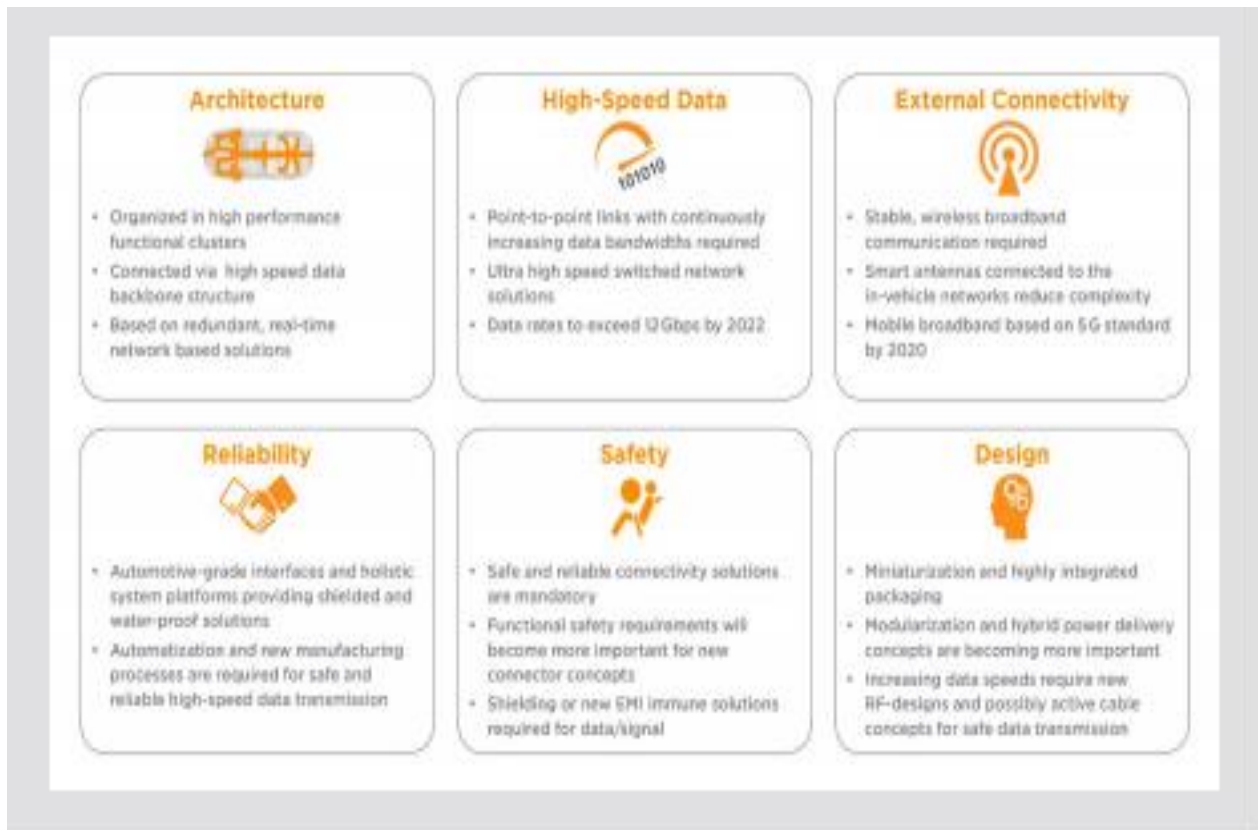 Architecture
• Organized in high performance
functional clusters
• Connected via high speed data
backbone structure
• Based on redundant, real-time
network based solutions
High-Speed Data
101010
• Point-to-point links with continuously
increasing data bandwidths required
• Ultra high speed switched network
solutions
• Data rates to exceed 12Gbps by 2022
External Connectivity
• Stable, wireless broadband
communication required
• Smart antennas connected to the
in-vehicle networks reduce complexity
• Mobile broadband based on 5G standard
by 2020
Reliability
• Automotive-grade interfaces and holistic
system platforms providing shielded and
water-proof solutions
• Automatization and new manufacturing
processes are required for safe and
reliable high-speed data transmission
Safety
• Safe and reliable connectivity solutions
are mandatory
• Functional safety requirements will
become more important for new
connector concepts
• Shielding or new EMI immune solutions
required for data/signal
Design
• Miniaturization and highly integrated
packaging
• Modularization and hybrid power delivery
concepts are becoming more important
• Increasing data speeds require new
RF-designs and possibly active cable
concepts for safe data transmission